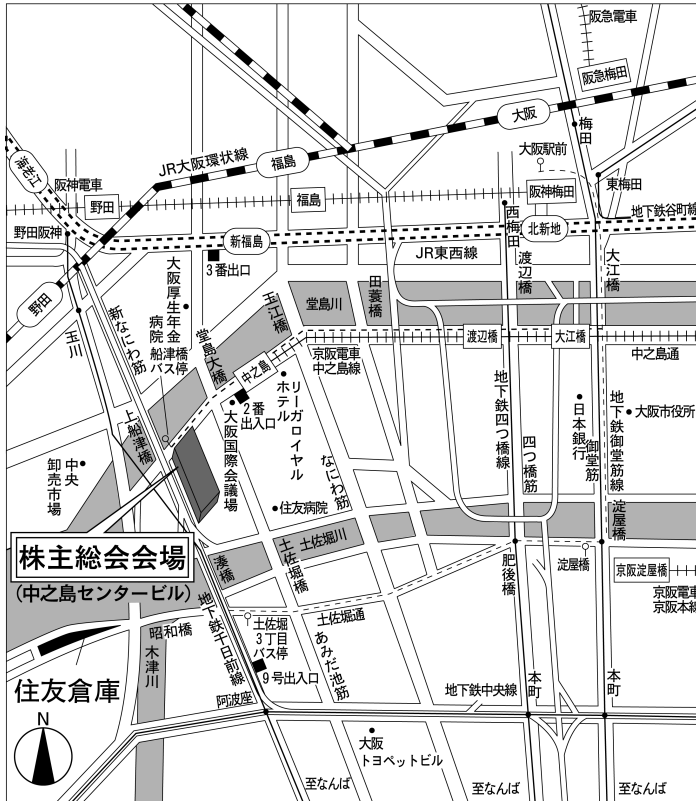 阪急電車
阪急梅田
大阪
梅田
大阪駅前
海老江
JR大阪環状線
福島
阪神電車
野田
福島
阪神梅田
東梅田
地下鉄谷町線
野田阪神
新福島
西梅田
北新地
3番出口
JR東西線
渡辺橋
大江橋
野田
玉川
新なにわ筋
大阪厚生年金
病院
船津橋
バス停
堂島大橋
玉江橋
堂島川
田蓑橋
中之島
京阪電車
中之島線
渡辺橋
大江橋
中之島通
上船津橋
2番
出入口
大阪国際会議場
リーガロイヤル
ホテル
なにわ筋
地下鉄四つ橋線
四つ橋筋
日本銀行
御堂筋
地下鉄御堂筋線
大阪市役所
中央
卸売市場
住友病院
株主総会会場
(中之島センタービル)
湊橋
土佐堀橋
土佐堀川
肥後橋
淀屋橋
淀屋橋
京阪淀屋橋
京阪電車
京阪本線
地下鉄千日前線
昭和橋
木津川
土佐堀
3丁目
バス停
土佐堀通
あみだ池筋
9号出入口
住友倉庫
阿波座
地下鉄中央線
本町
本町
N
大阪
トヨペットビル
至なんば
至なんば
至なんば